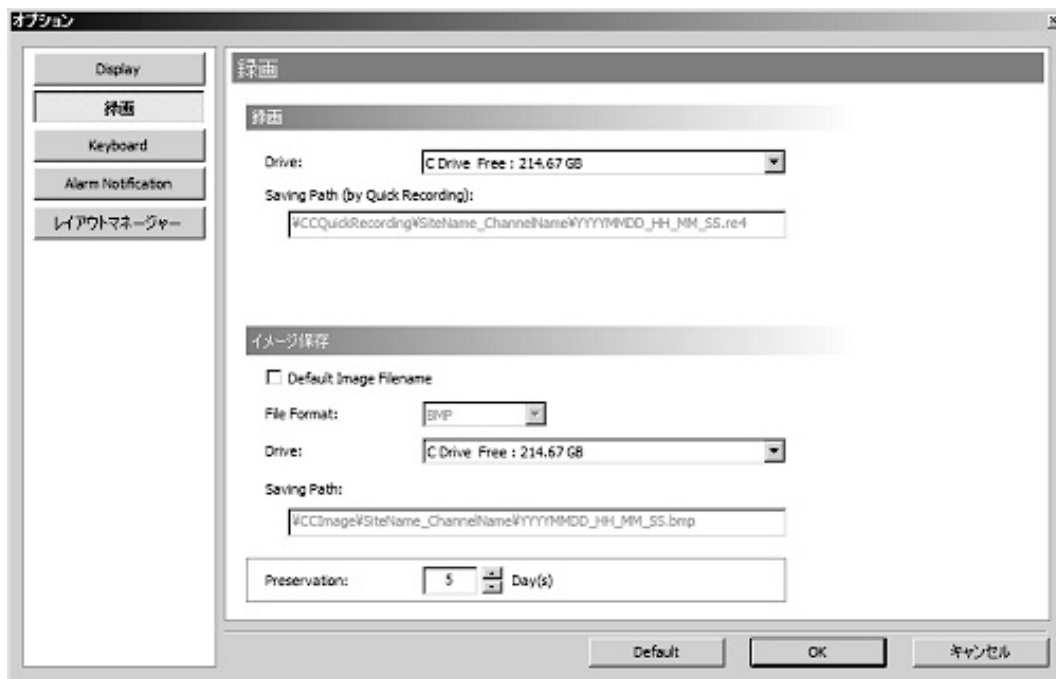 オプション
Display
録画
Keyboard
Alarm Notification
レイアウトマネージャー
録画
録画
Drive:
C Drive Free : 214.67 GB
Saving Path (by Quick Recording):
¥CCQuickRecording¥SiteName_ChannelName¥YYYYMMDD_HH_MM_SS.re4
イメージ保存
Default Image Filename
File Format:
BMP
Drive:
C Drive Free : 214.67 GB
Saving Path:
¥CCImage¥SiteName_ChannelName¥YYYYMMDD_HH_MM_SS.bmp
Preservation:
5
Day(s)
Default
OK
キャンセル